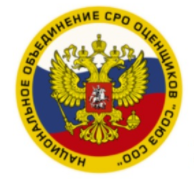 НАЦИОНАЛЬНОЕ ОБЪЕДИНЕНИЕ СРО ОЦЕНЩИКОВ "СОЮЗ СОО"